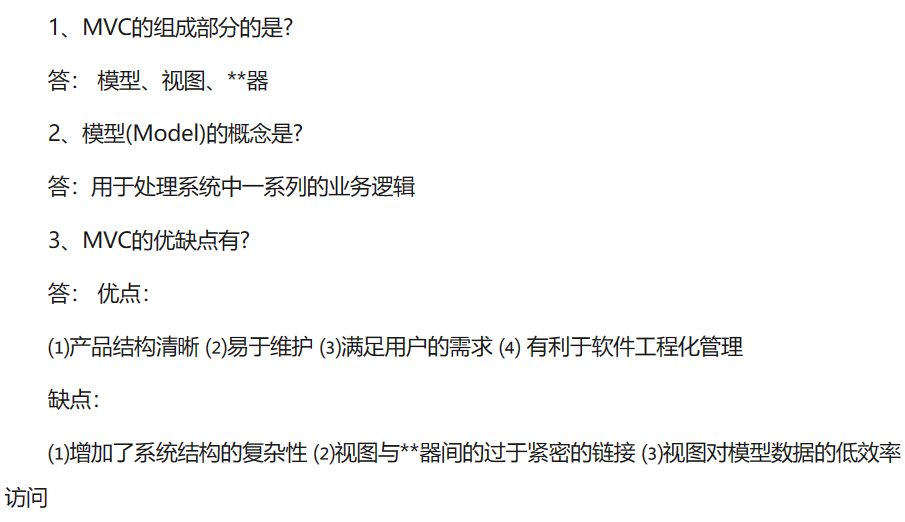 1、MVC的组成部分的是?
答： 模型、视图、**器
2、模型(Model)的概念是?
答：用于处理系统中一系列的业务逻辑
3、MVC的优缺点有?
答： 优点：
⑴产品结构清晰 ⑵易于维护 ⑶满足用户的需求 ⑷ 有利于软件工程化管理
缺点：
⑴增加了系统结构的复杂性 ⑵视图与**器间的过于紧密的链接 ⑶视图对模型数据的低效率
访问